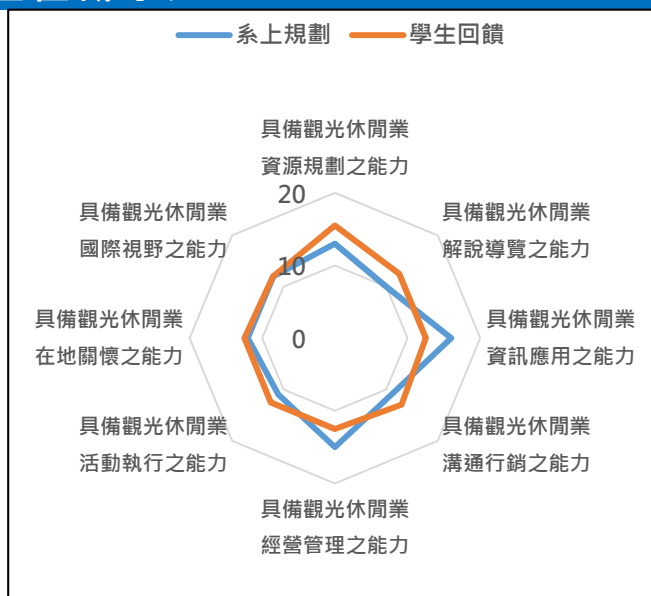 系上規劃 學生回饋
具備觀光休閒業
資源規劃之能力
20
具備觀光休閒業
國際視野之能力
具備觀光休閒業
解說導覽之能力
10
具備觀光休閒業
在地關懷之能力
0
具備觀光休閒業
資訊應用之能力
具備觀光休閒業
活動執行之能力
具備觀光休閒業
溝通行銷之能力
具備觀光休閒業
經營管理之能力